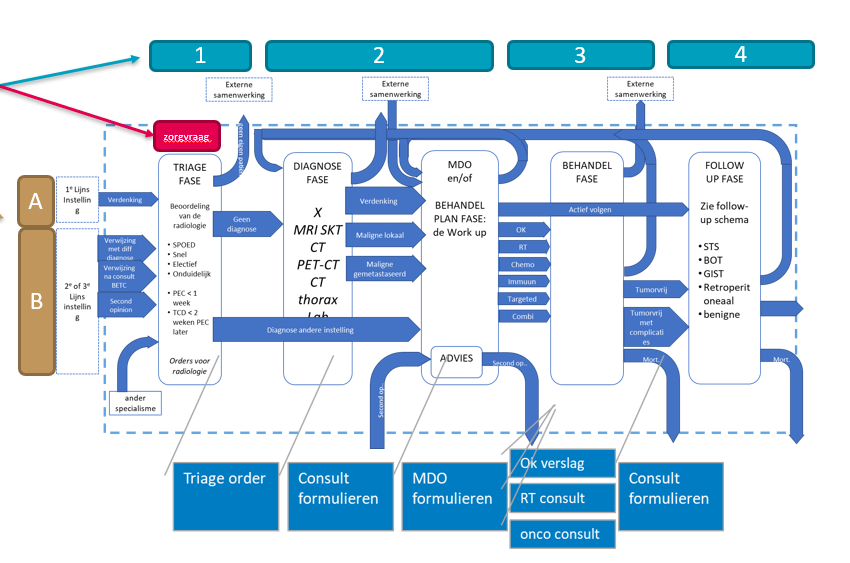 1
2
3
4
Externe
samenwerking
Externe
samenwerking
Externe
samenwerking
zorgvraag
geen eigen patiënt
A
B
1e Lijns
Instellin
g
2e of 3e
Lijns
instellin
g
Verdenking
Verwijzing
met diff
diagnose
Verwijzing
na consult
BETC
Second
opinion
ander
specialisme
TRIAGE
FASE
Beoordeling
van de
radiologie
• SPOED
• Snel
• Electief
• Onduidelijk
• PEC < 1
week
• TCD < 2
weken PEC
later
Orders voor
radiologie
Geen
diagnose
Diagnose andere instelling
DIAGNOSE
FASE
X
MRI SKT
CT
PET-CT
CT
thorax
Lab
Verdenking
Maligne lokaal
Maligne
gemetastaseerd
MDO
en/of
BEHANDEL
PLAN FASE:
de Work up
ADVIES
Second op..
Second op..
Actief volgen
OK
RT
Chemo
Immuun
Targeted
Combi
BEHANDEL
FASE
Tumorvrij
Tumorvrij
met
complicati
es
Mort.
FOLLOW
UP FASE
Zie follow-
up schema
• STS
• BOT
• GIST
• Retroperit
oneaal
• benigne
Mort.
Triage order
Consult
formulieren
MDO
formulieren
Ok verslag
RT consult
onco consult
Consult
formulieren